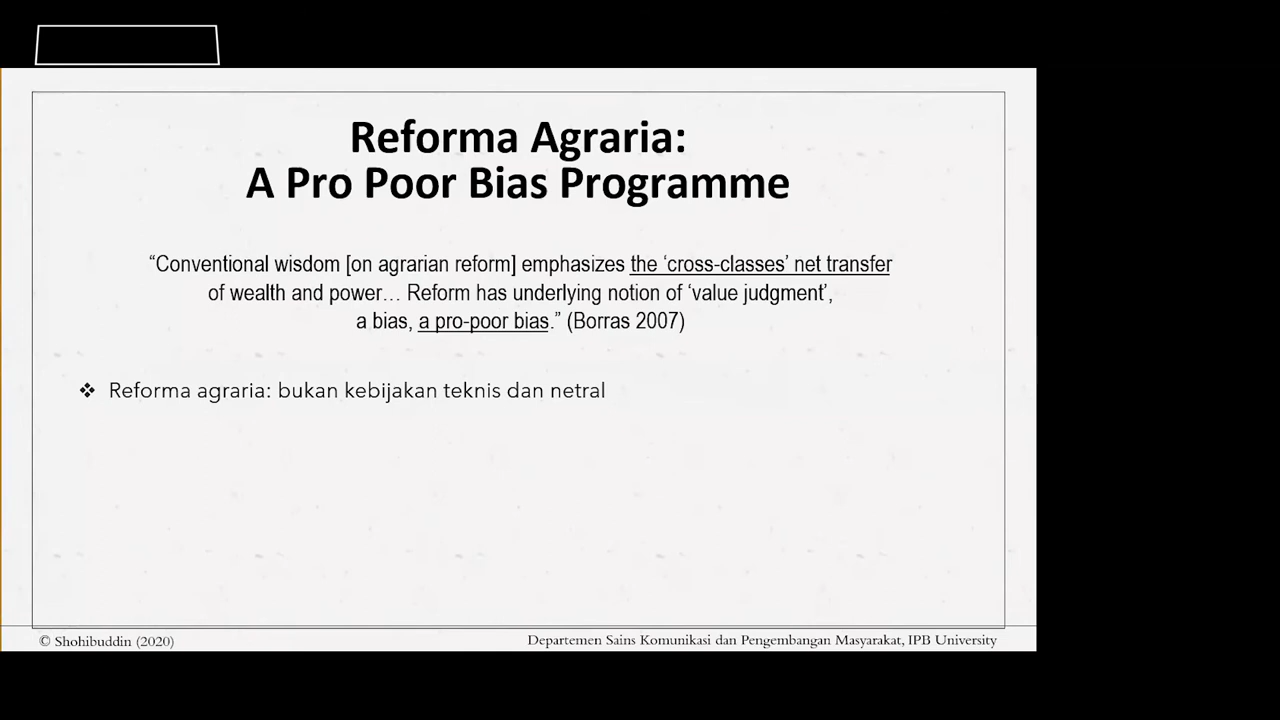 Reforma Agraria:
A Pro Poor Bias Programme
“Conventional wisdom [on agrarian reform] emphasizes the ‘cross-classes’ net transfer
of wealth and power… Reform has underlying notion of ‘value judgment’,
a bias, a pro-poor bias.” (Borras 2007)
❖ Reforma agraria: bukan kebijakan teknis dan netral
© Shohibuddin (2020)
Departemen Sains Komunikasi dan Pengembangan Masyarakat, IPB University